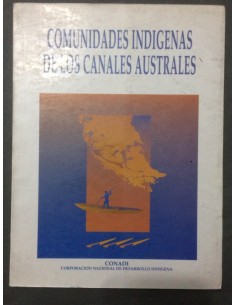 COMUNIDADES INDIGENAS
DE LOS CANALES AUSTRALES
CONADI
CORPORACION NACIONAL DE DESARROLLO INDIGENA